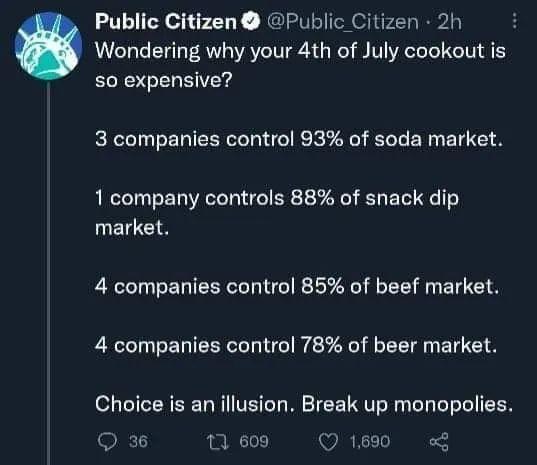 Public Citizen @Public_Citizen · 2h
Wondering why your 4th of July cookout is
so expensive?
3 companies control 93% of soda market.
1 company controls 88% of snack dip
market.
4 companies control 85% of beef market.
4 companies control 78% of beer market.
Choice is an illusion. Break up monopolies.
36 609 1,690